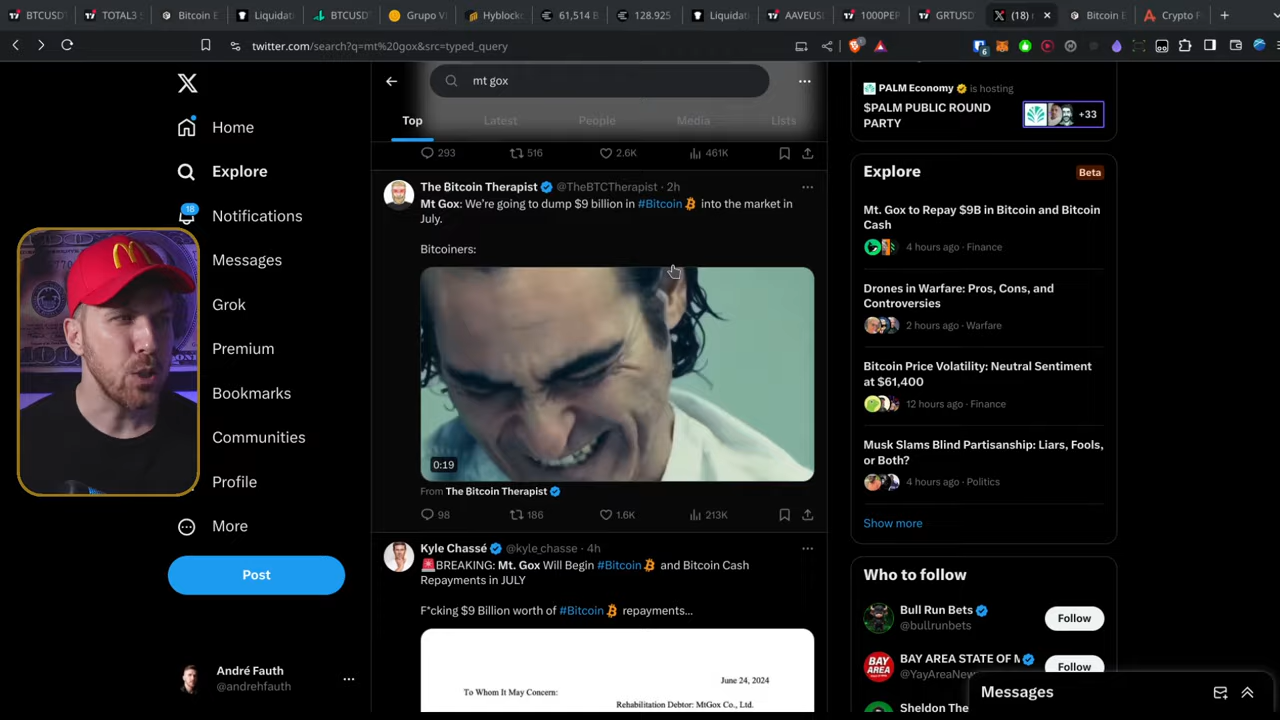 BTCUSDT
TOTAL3
Bitcoin E
Liquidat
BTCUSDT
Grupo V
Hyblock
61,514 B
128.925
Liquidat
AAVEUS
1000PEP
GRTUSD
(18)
Bitcoin E
Crypto F
twitter.com/search?q=mt%20gox&src=typed_query
6
Home
Explore
18
Notifications
Messages
Grok
Premium
Bookmarks
Communities
Profile
More
Post
André Fauth
@andrehfauth
mt gox
Top
Latest
People
Media
Lists
293
516
2.6K
461K
The Bitcoin Therapist @TheBTCTherapist · 2h
Mt Gox: We're going to dump $9 billion in #Bitcoin into the market in
July.
Bitcoiners:
0:19
From The Bitcoin Therapist
98
186
1.6K
213K
Kyle Chassé @kyle_chasse · 4h
🚨BREAKING: Mt. Gox Will Begin #Bitcoin and Bitcoin Cash
Repayments in JULY
F*cking $9 Billion worth of #Bitcoin repayments...
June 24, 2024
To Whom It May Concern:
Rehabilitation Debtor: MtGox Co., Ltd.
PALM Economy is hosting
$PALM PUBLIC ROUND
PARTY
+33
Explore
Beta
Mt. Gox to Repay $9B in Bitcoin and Bitcoin
Cash
4 hours ago · Finance
Drones in Warfare: Pros, Cons, and
Controversies
2 hours ago · Warfare
Bitcoin Price Volatility: Neutral Sentiment
at $61,400
12 hours ago · Finance
Musk Slams Blind Partisanship: Liars, Fools,
or Both?
4 hours ago · Politics
Show more
Who to follow
Bull Run Bets
@bullrunbets
Follow
BAY AREA STATE OF M
@YayAreaNew
Follow
Sheldon The
Messages